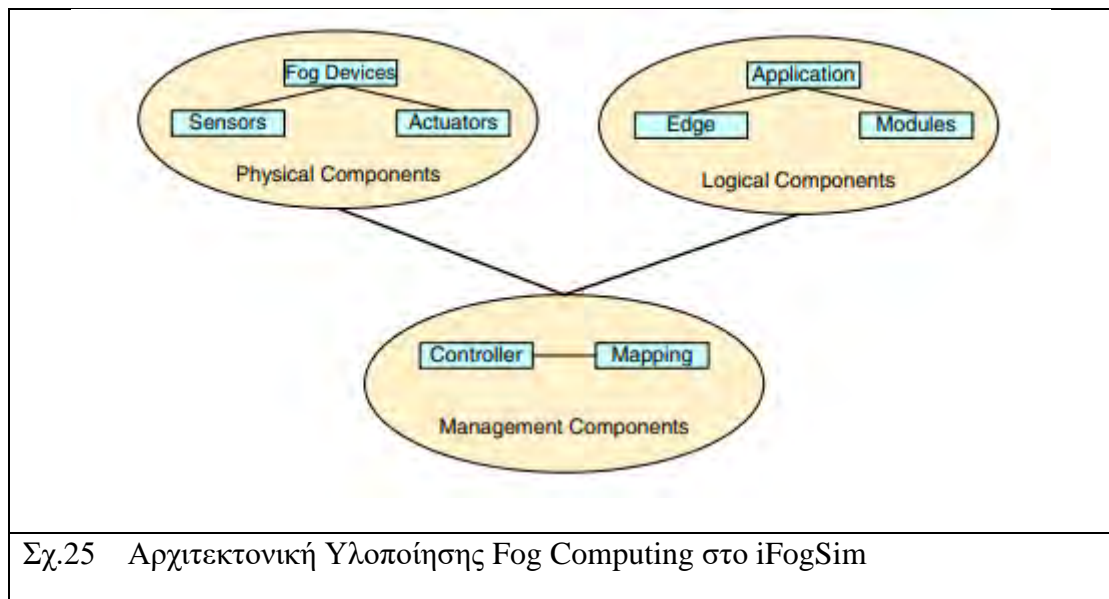 Fog Devices
Sensors
Actuators
Physical Components
Application
Edge
Modules
Logical Components
Controller
Mapping
Management Components
Σχ.25 Αρχιτεκτονική Υλοποίησης Fog Computing στο iFogSim